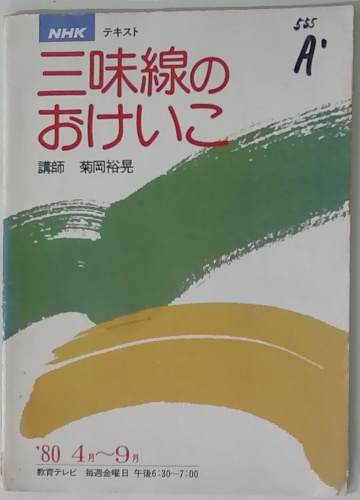 NHK テキスト
555
A'
三味線の
おけいこ
講師 菊岡裕晃
'80 4月～9月
教育テレビ 毎週金曜日 午後6:30～7:00